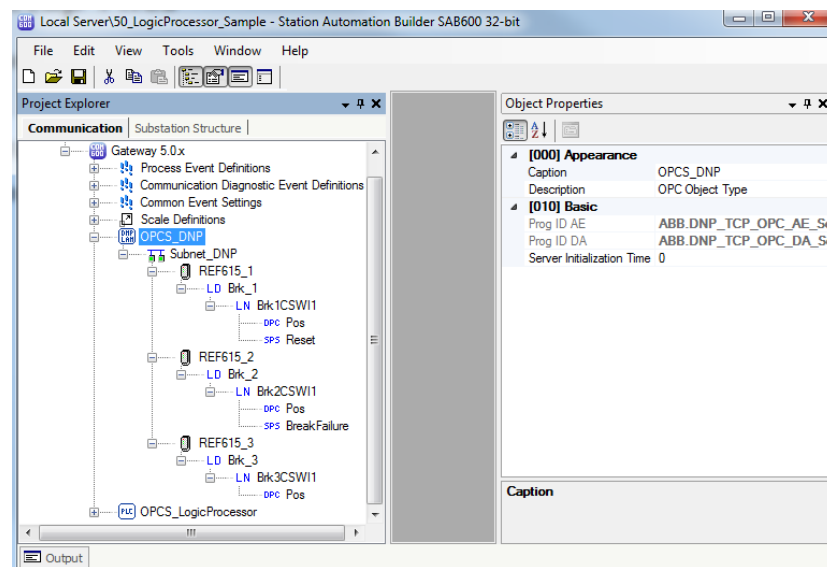 Local Server\50_LogicProcessor_Sample - Station Automation Builder SAB600 32-bit
File Edit View Tools Window Help
Project Explorer
Communication Substation Structure
Gateway 5.0.x
Process Event Definitions
Communication Diagnostic Event Definitions
Common Event Settings
Scale Definitions
OPCS_DNP
Subnet_DNP
REF615_1
LD Brk_1
LN Brk1CSWI1
DPC Pos
SPS Reset
REF615_2
LD Brk_2
LN Brk2CSWI1
DPC Pos
SPS BreakFailure
REF615_3
LD Brk_3
LN Brk3CSWI1
DPC Pos
PLC OPCS_LogicProcessor
Output
Object Properties
[000] Appearance
Caption OPCS_DNP
Description OPC Object Type
[010] Basic
Prog ID AE ABB.DNP_TCP_OPC_AE_S
Prog ID DA ABB.DNP_TCP_OPC_DA_S
Server Initialization Time 0
Caption